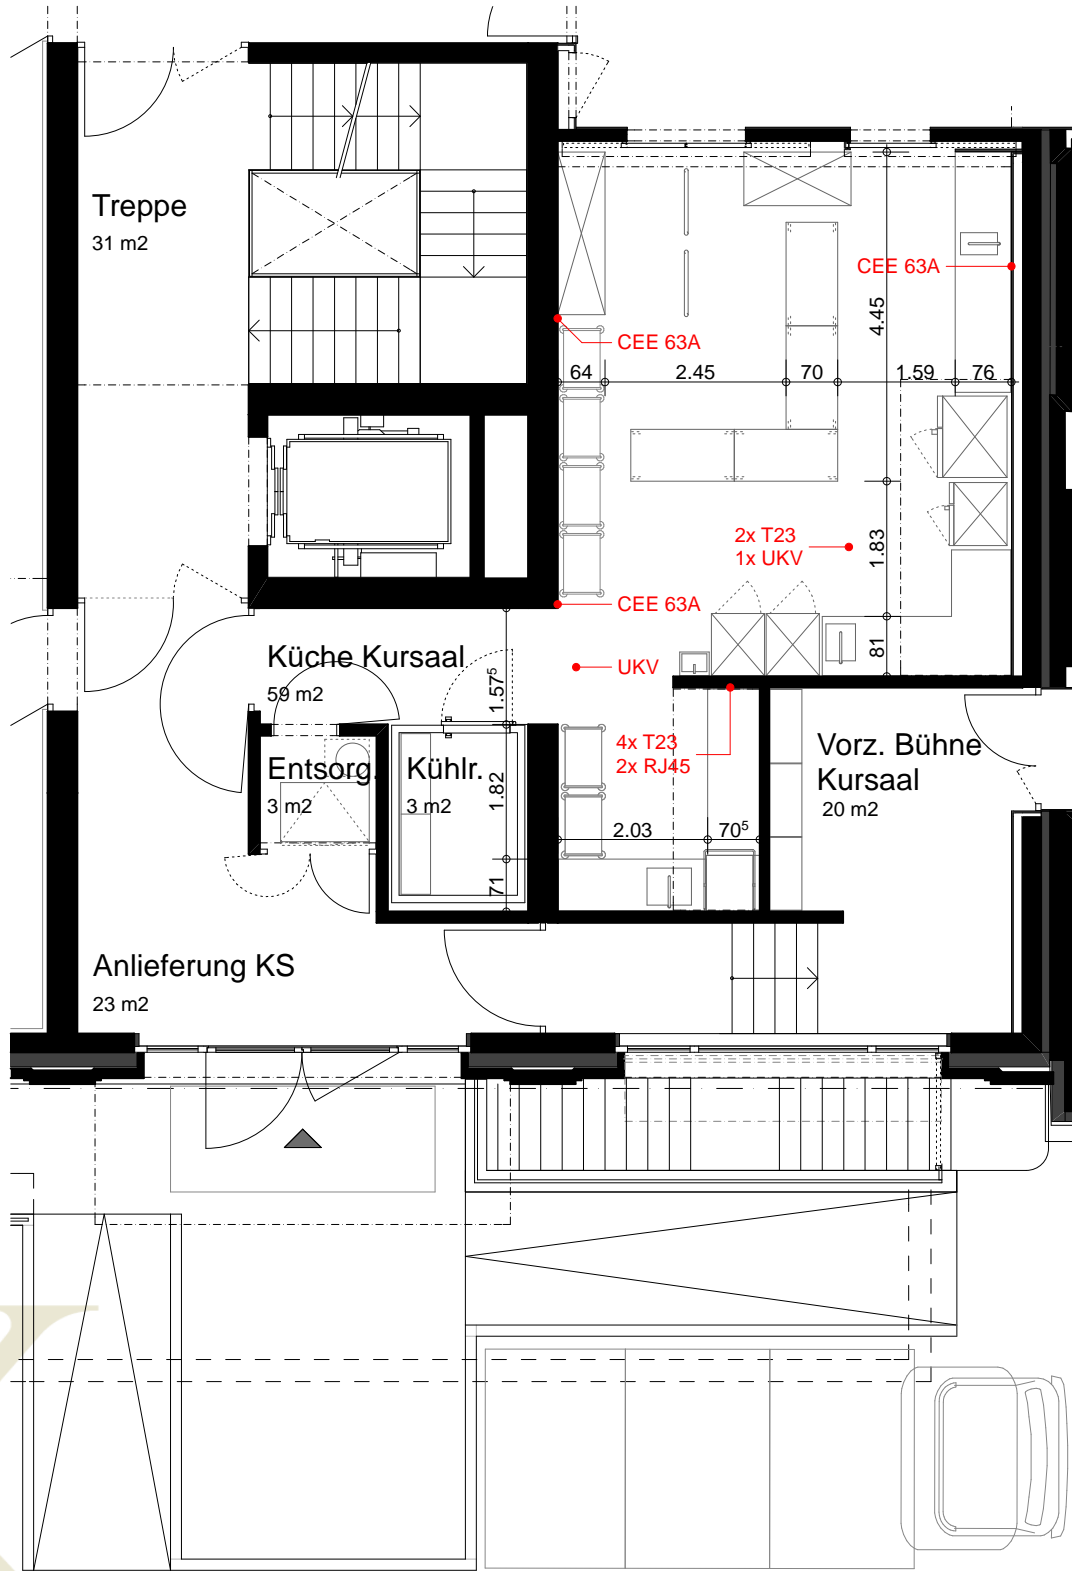 Treppe
31 m2
CEE 63A
4.45
CEE 63A
64
2.45
70
1.59
76
2x T23
1x UKV
1.83
CEE 63A
Küche Kursaal
59 m2
1.57⁵
UKV
81
4x T23
2x RJ45
Vorz. Bühne
Kursaal
20 m2
Entsorg.
3 m2
Kühlr.
3 m2
1.82
2.03
70⁵
71
Anlieferung KS
23 m2